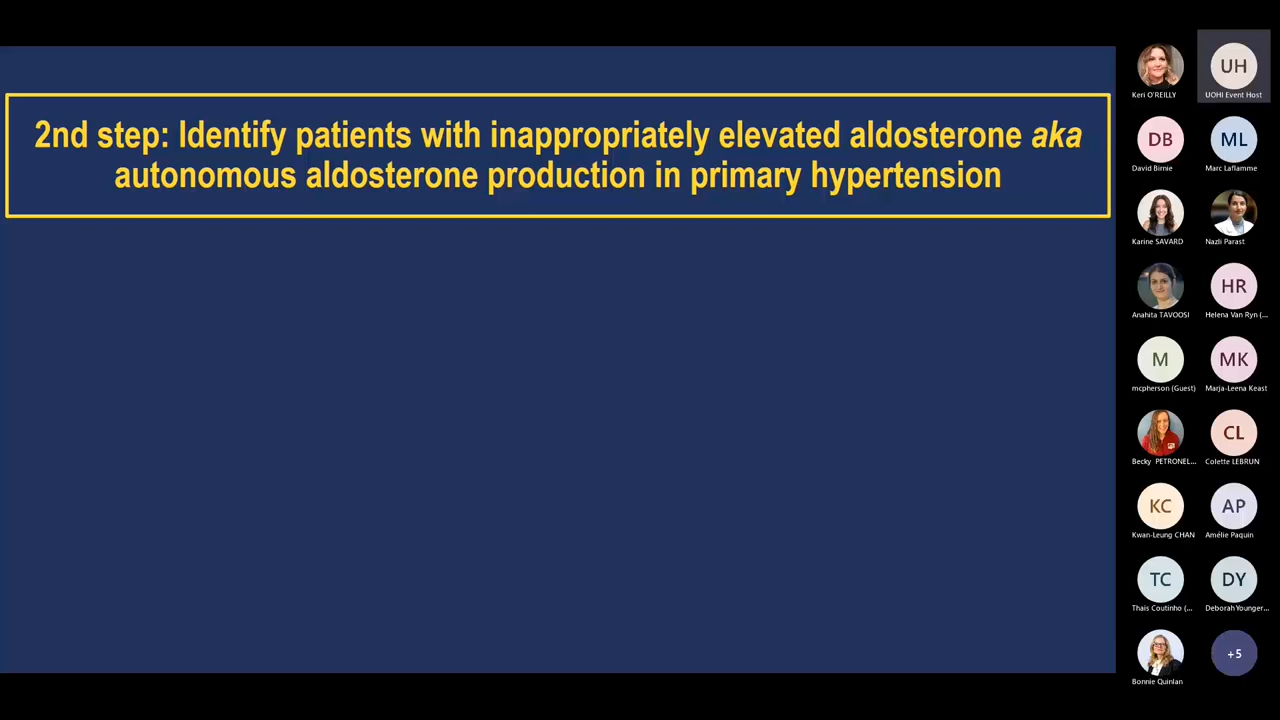 2nd step: Identify patients with inappropriately elevated aldosterone aka
autonomous aldosterone production in primary hypertension
Keri O'REILLY
UH
UOHI Event Host
DB
David Birnie
ML
Marc Laflamme
Karine SAVARD
Nazli Parast
Anahita TAVOOSI
HR
Helena Van Ryn (...
M
mcpherson (Guest)
MK
Marja-Leena Keast
Becky PETRONEL...
CL
Colette LEBRUN
KC
Kwan-Leung CHAN
AP
Amélie Paquin
TC
Thais Coutinho (...
DY
Deborah Younger...
Bonnie Quinlan
+5